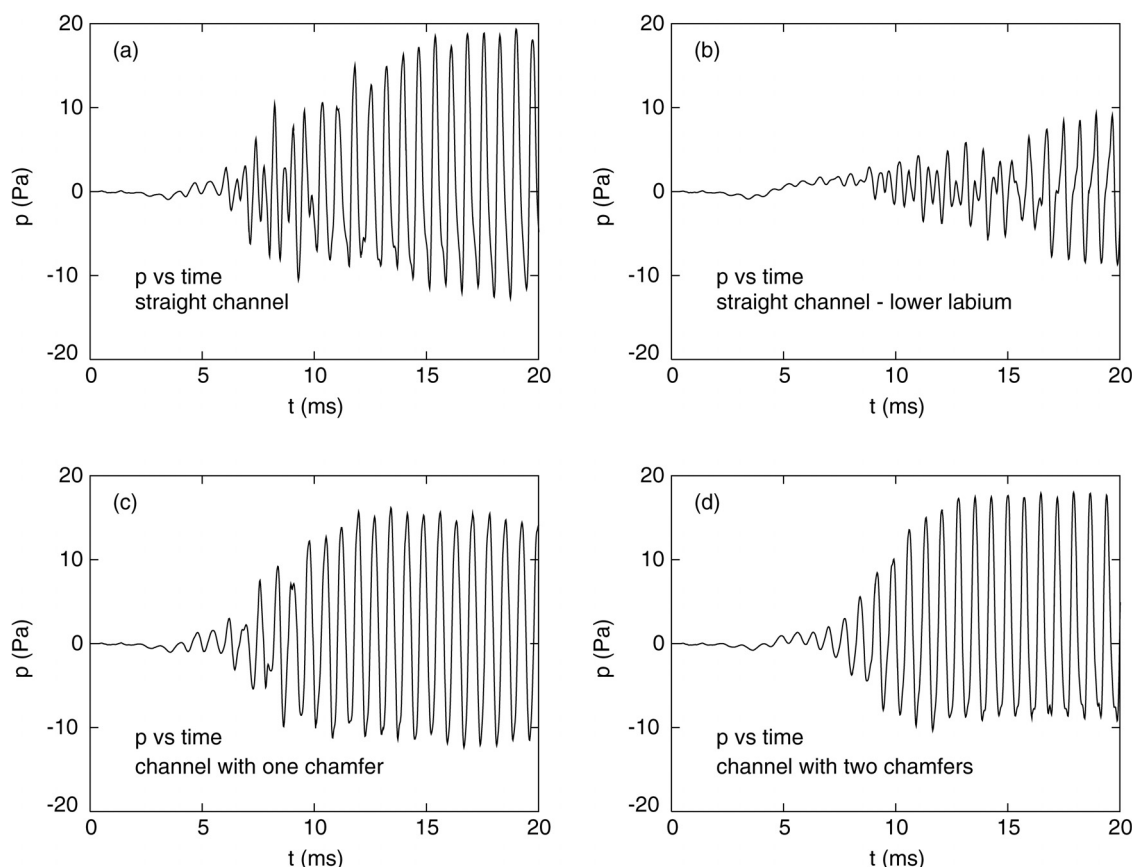 (a)
20
10
0
-10
-20
p (Pa)
p vs time
straight channel
0 5 10 15 20
t (ms)
(b)
20
10
0
-10
-20
p (Pa)
p vs time
straight channel - lower labium
0 5 10 15 20
t (ms)
(c)
20
10
0
-10
-20
p (Pa)
p vs time
channel with one chamfer
0 5 10 15 20
t (ms)
(d)
20
10
0
-10
-20
p (Pa)
p vs time
channel with two chamfers
0 5 10 15 20
t (ms)